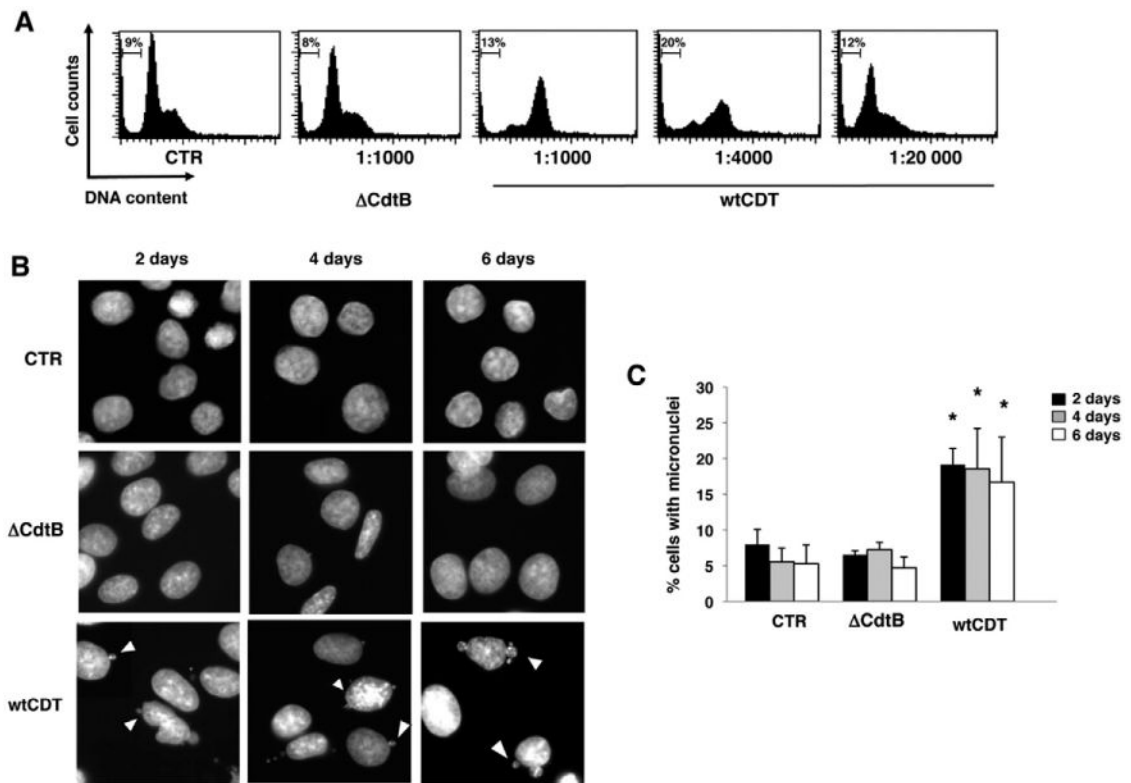 A
Cell counts
9%
8%
13%
20%
12%
CTR
1:1000
1:1000
1:4000
1:20 000
DNA content
ΔCdtB
wtCDT
B
2 days
4 days
6 days
CTR
ΔCdtB
wtCDT
C
% cells with micronuclei
30
25
20
15
10
5
0
*
*
*
2 days
4 days
6 days
CTR
ΔCdtB
wtCDT